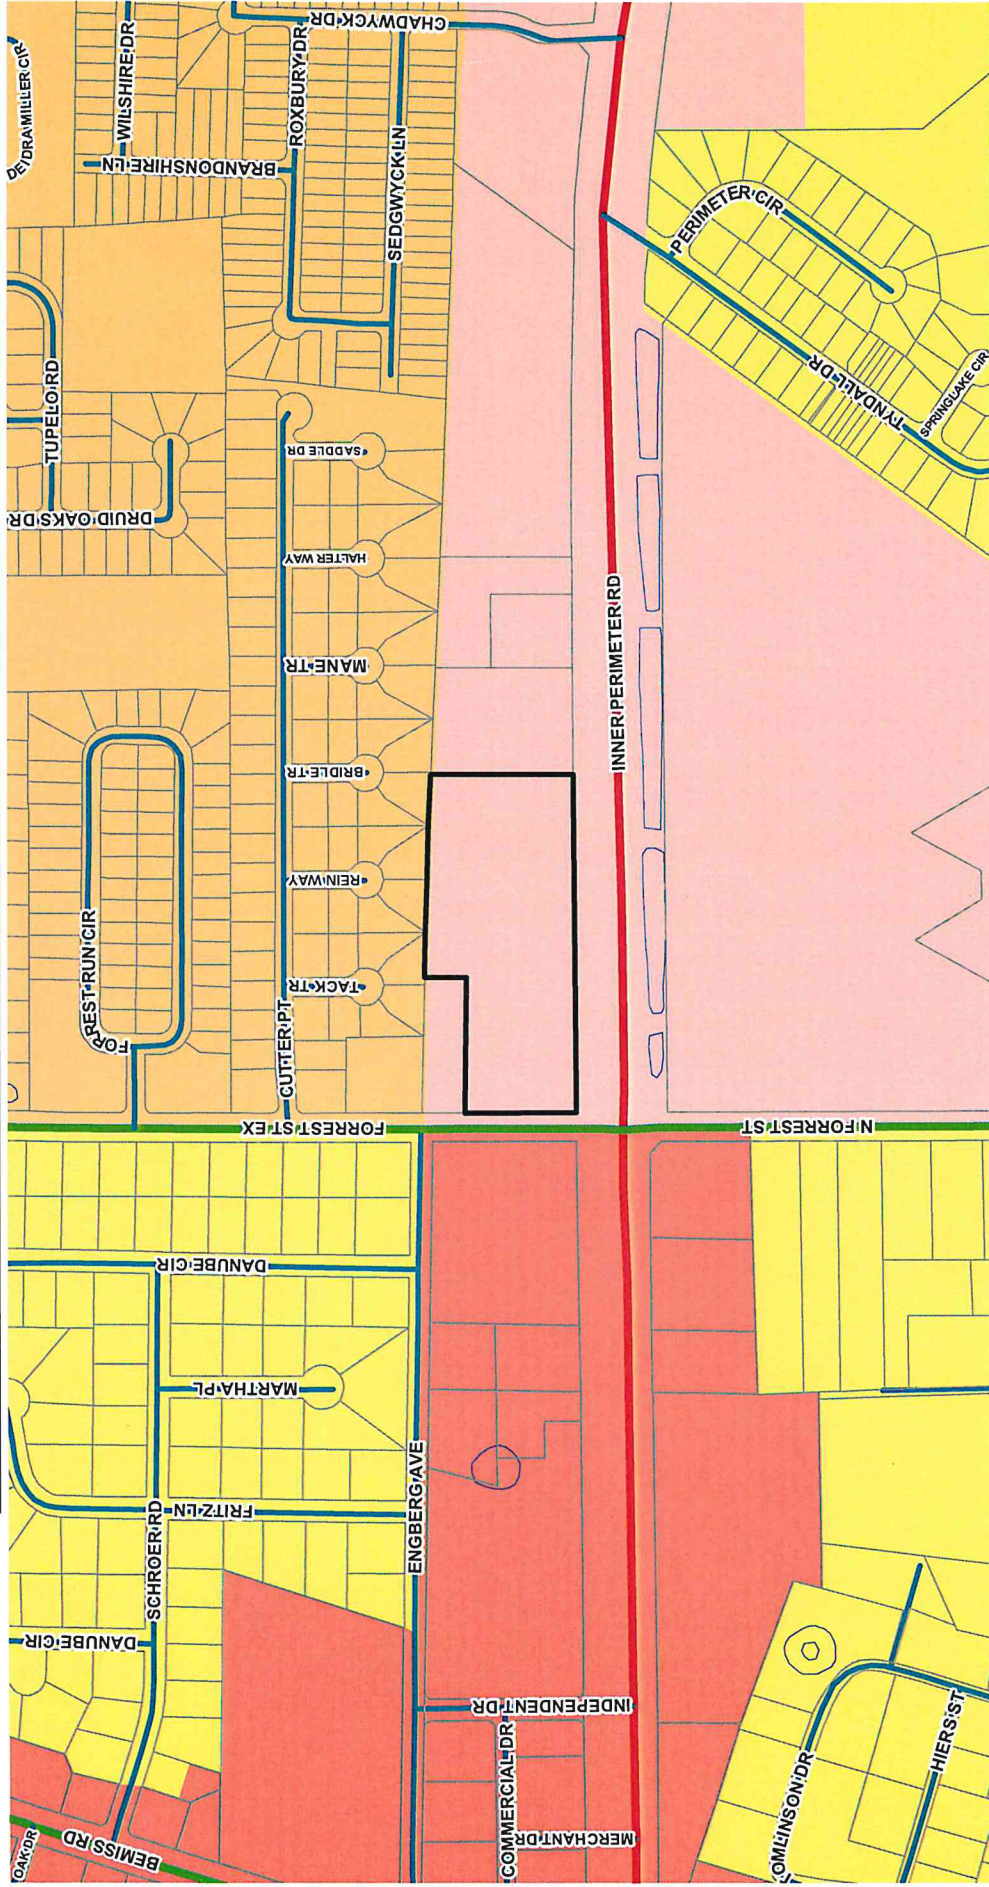 CHADWYCK DR
DEIDRA MILLER CIR
WILSHIRE DR
ROXBURY DR
BRANDONSHIRE LN
SEDGWYCK LN
PERIMETER CIR
TUPELO RD
TYNDALL DR
SPRINGLAKE CIR
SADDLE DR
DRUID OAKS DR
HALTER WAY
INNER PERIMETER RD
MANE TR
BRIDLE TR
REIN WAY
FORREST RUN CIR
TACK TR
CUTTER PT
FORREST ST EX
N FORREST ST
DANUBE CIR
MARTHA PL
ENGBERG AVE
FRITZ LN
SCHROER RD
DANUBE CIR
INDEPENDENT DR
COMMERCIAL DR
MERCHANT DR
HIERS ST
OMLINSON DR
BEMISS RD
OAK DR